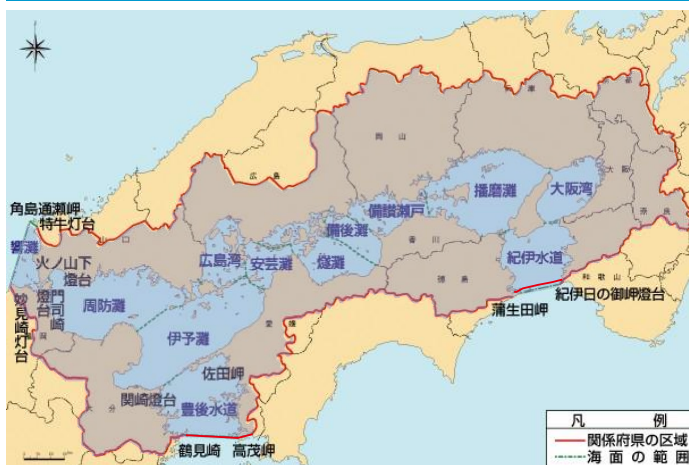 兵
庫
都
岡
山
大
阪
播磨灘
大阪湾
広
島
備讃瀬戸
奈
良
角島通瀬岬
特牛灯台
備後灘
口
広島湾
安芸灘
燧灘
香
川
響灘
火ノ山下
燈台
紀伊水道
徳
島
和
歌
山
門司崎
燈台
周防灘
紀伊日の御岬燈台
妙見崎灯台
蒲生田岬
岡
伊予灘
愛
媛
佐田岬
関崎燈台
大
分
豊後水道
鶴見崎
高茂岬
凡 例
関係府県の区域
海面の範囲